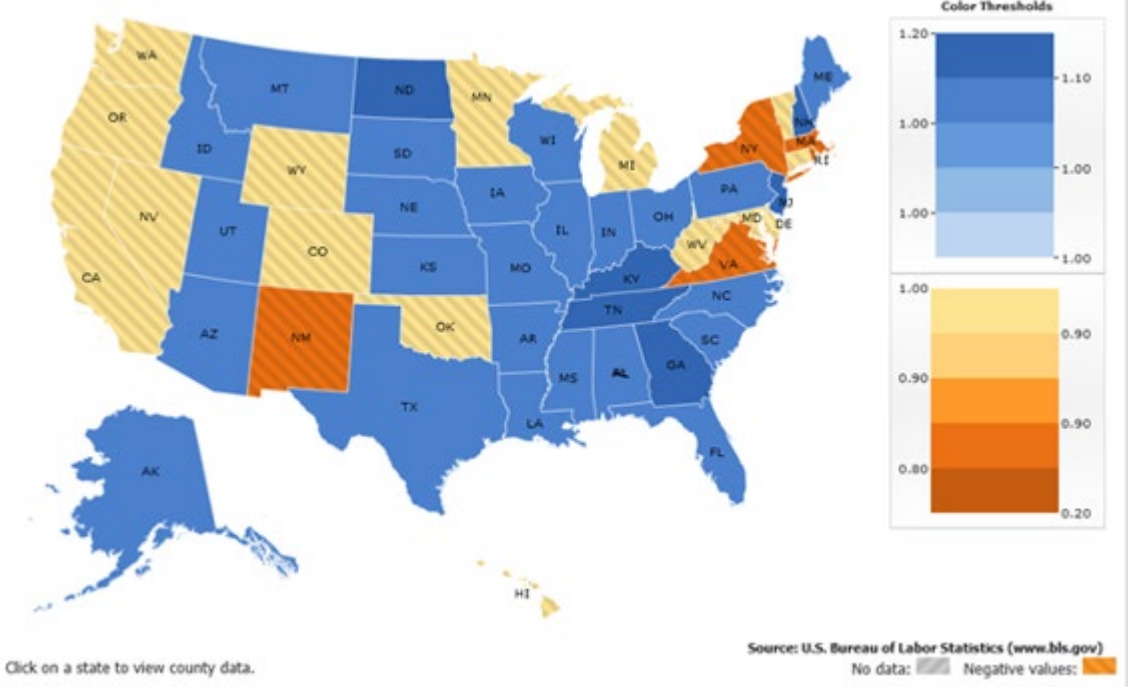 Color Thresholds
1.20
1.10
1.00
1.00
1.00
1.00
1.00
0.90
0.90
0.90
0.80
0.20
WA
OR
CA
NV
ID
MT
WY
UT
CO
AZ
NM
ND
SD
NE
KS
OK
TX
MN
IA
MO
AR
LA
WI
IL
IN
MI
OH
KY
TN
MS
AL
GA
FL
SC
NC
VA
WV
MD
DE
PA
NJ
NY
MA
RI
NH
ME
AK
HI
Source: U.S. Bureau of Labor Statistics (www.bls.gov)
Click on a state to view county data.
No data:
Negative values: